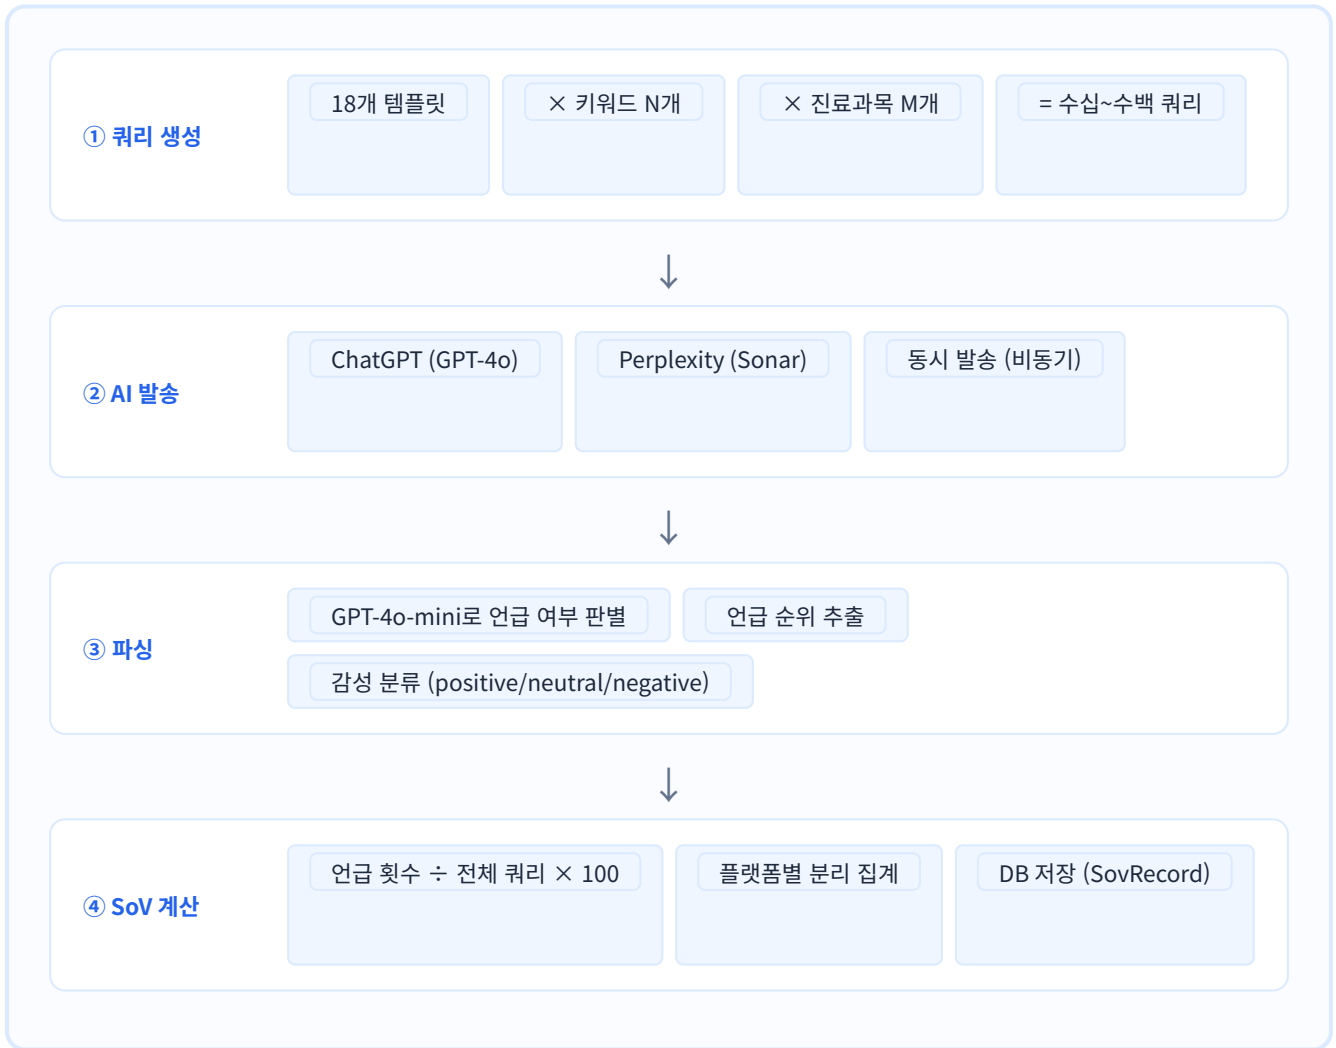 ① 쿼리 생성
18개 템플릿
× 키워드 N개
× 진료과목 M개
= 수십~수백 쿼리
↓
② AI 발송
ChatGPT (GPT-4o)
Perplexity (Sonar)
동시 발송 (비동기)
↓
③ 파싱
GPT-4o-mini로 언급 여부 판별
언급 순위 추출
감성 분류 (positive/neutral/negative)
↓
④ SoV 계산
언급 횟수 ÷ 전체 쿼리 × 100
플랫폼별 분리 집계
DB 저장 (SovRecord)